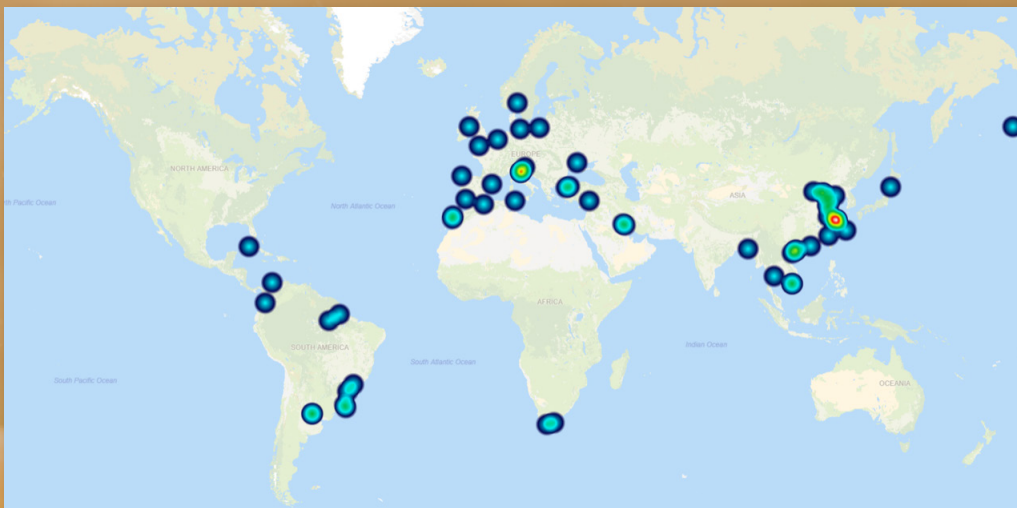 EUROPE
NORTH AMERICA
ASIA
th Pacific Ocean
North Atlantic Ocean
AFRICA
SOUTH AMERICA
South Atlantic Ocean
Indian Ocean
South Pacific Ocean
OCEANIA